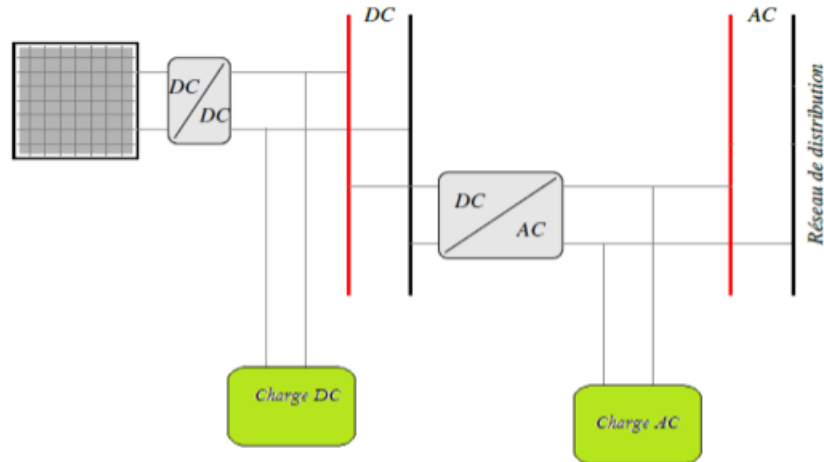 DC
AC
DC
DC
DC
AC
Réseau de distribution
Charge DC
Charge AC